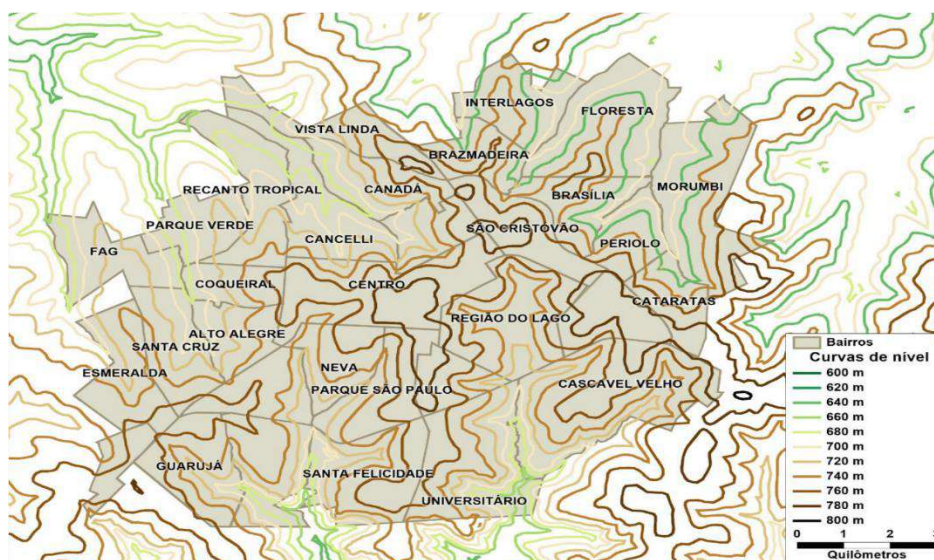 INTERLAGOS
FLORESTA
VISTA LINDA
BRAZMADEIRA
RECANTO TROPICAL
CANADÁ
BRASÍLIA
MORUMBI
PARQUE VERDE
SÃO CRISTOVÃO
CANCELLI
PERIOLO
FAG
COQUEIRAL
CENTRO
CATARATAS
REGIÃO DO LAGO
ALTO ALEGRE
SANTA CRUZ
ESMERALDA
NEVA
PARQUE SÃO PAULO
CASCAVEL VELHO
GUARUJÁ
SANTA FELICIDADE
UNIVERSITÁRIO
Bairros
Curvas de nível
600 m
620 m
640 m
660 m
680 m
700 m
720 m
740 m
760 m
780 m
800 m
0 1 2 3
Quilômetros